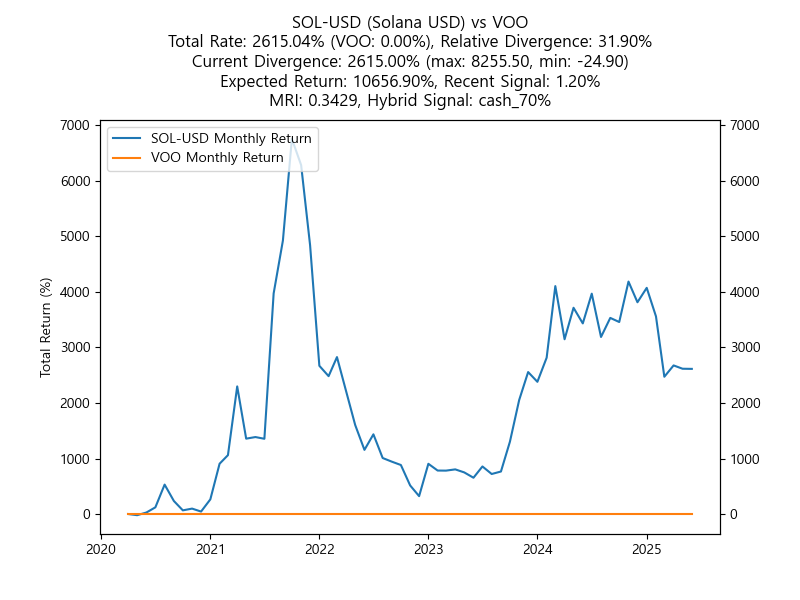 SOL-USD (Solana USD) vs VOO
Total Rate: 2615.04% (VOO: 0.00%), Relative Divergence: 31.90%
Current Divergence: 2615.00% (max: 8255.50, min: -24.90)
Expected Return: 10656.90%, Recent Signal: 1.20%
MRI: 0.3429, Hybrid Signal: cash_70%
SOL-USD Monthly Return
VOO Monthly Return
Total Return (%)
7000
6000
5000
4000
3000
2000
1000
0
7000
6000
5000
4000
3000
2000
1000
0
2020 2021 2022 2023 2024 2025